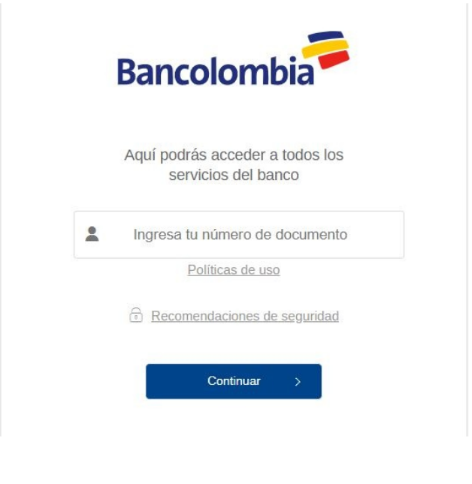 Bancolombia
Aquí podrás acceder a todos los
servicios del banco
Ingresa tu número de documento
Políticas de uso
Recomendaciones de seguridad
Continuar